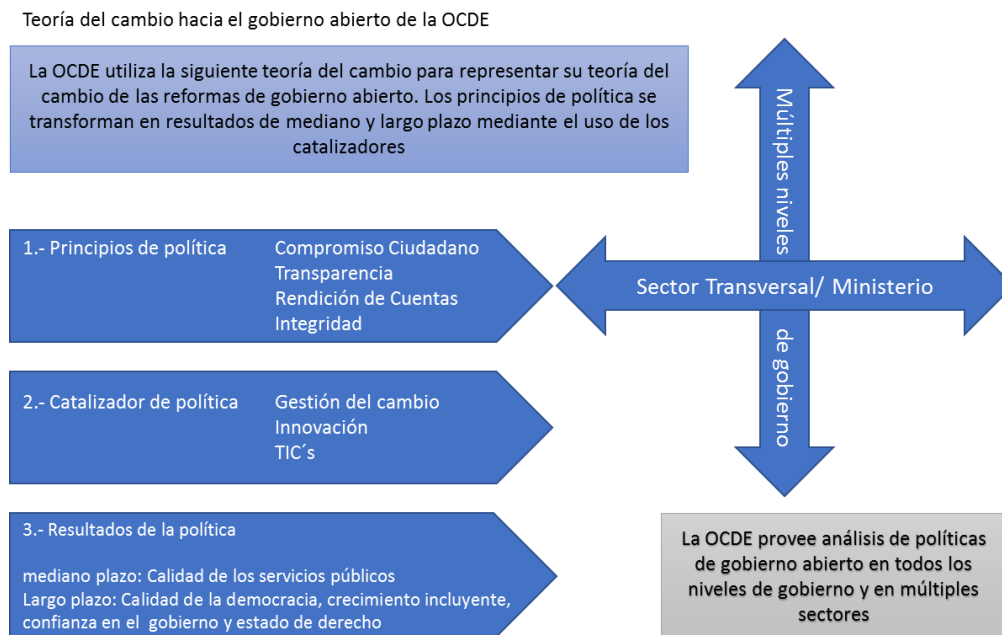 Teoría del cambio hacia el gobierno abierto de la OCDE
La OCDE utiliza la siguiente teoría del cambio para representar su teoría del
cambio de las reformas de gobierno abierto. Los principios de política se
transforman en resultados de mediano y largo plazo mediante el uso de los
catalizadores
1.- Principios de política
Compromiso Ciudadano
Transparencia
Rendición de Cuentas
Integridad
2.- Catalizador de política
Gestión del cambio
Innovación
TIC´s
3.- Resultados de la política
mediano plazo: Calidad de los servicios públicos
Largo plazo: Calidad de la democracia, crecimiento incluyente,
confianza en el  gobierno y estado de derecho
Múltiples niveles de gobierno
Sector Transversal/ Ministerio
La OCDE provee análisis de políticas
de gobierno abierto en todos los
niveles de gobierno y en múltiples
sectores